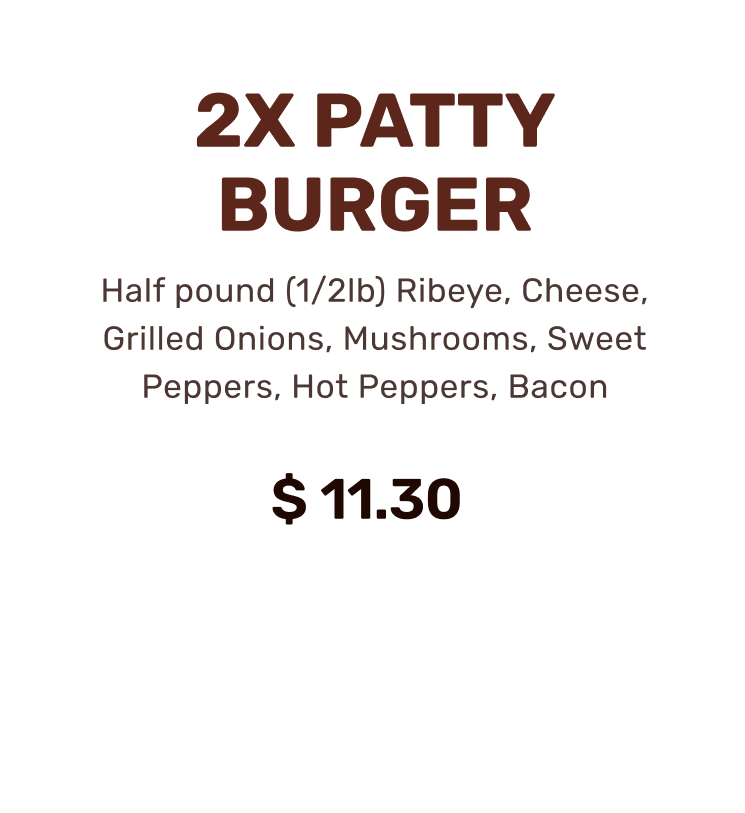 2X PATTY
BURGER
Half pound (1/2lb) Ribeye, Cheese,
Grilled Onions, Mushrooms, Sweet
Peppers, Hot Peppers, Bacon
$ 11.30